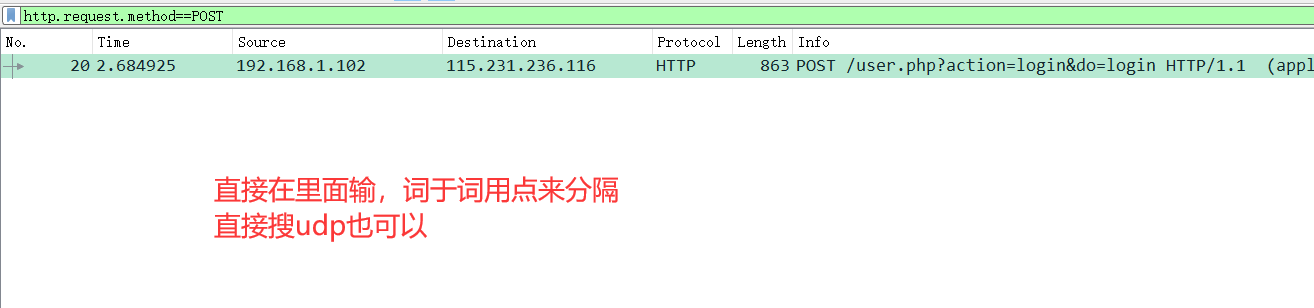 http.request.method==POST
No. Time Source Destination Protocol Length Info
20 2.684925 192.168.1.102 115.231.236.116 HTTP 863 POST /user.php?action=login&do=login HTTP/1.1 (appl
直接在里面输，词于词用点来分隔
直接搜udp也可以